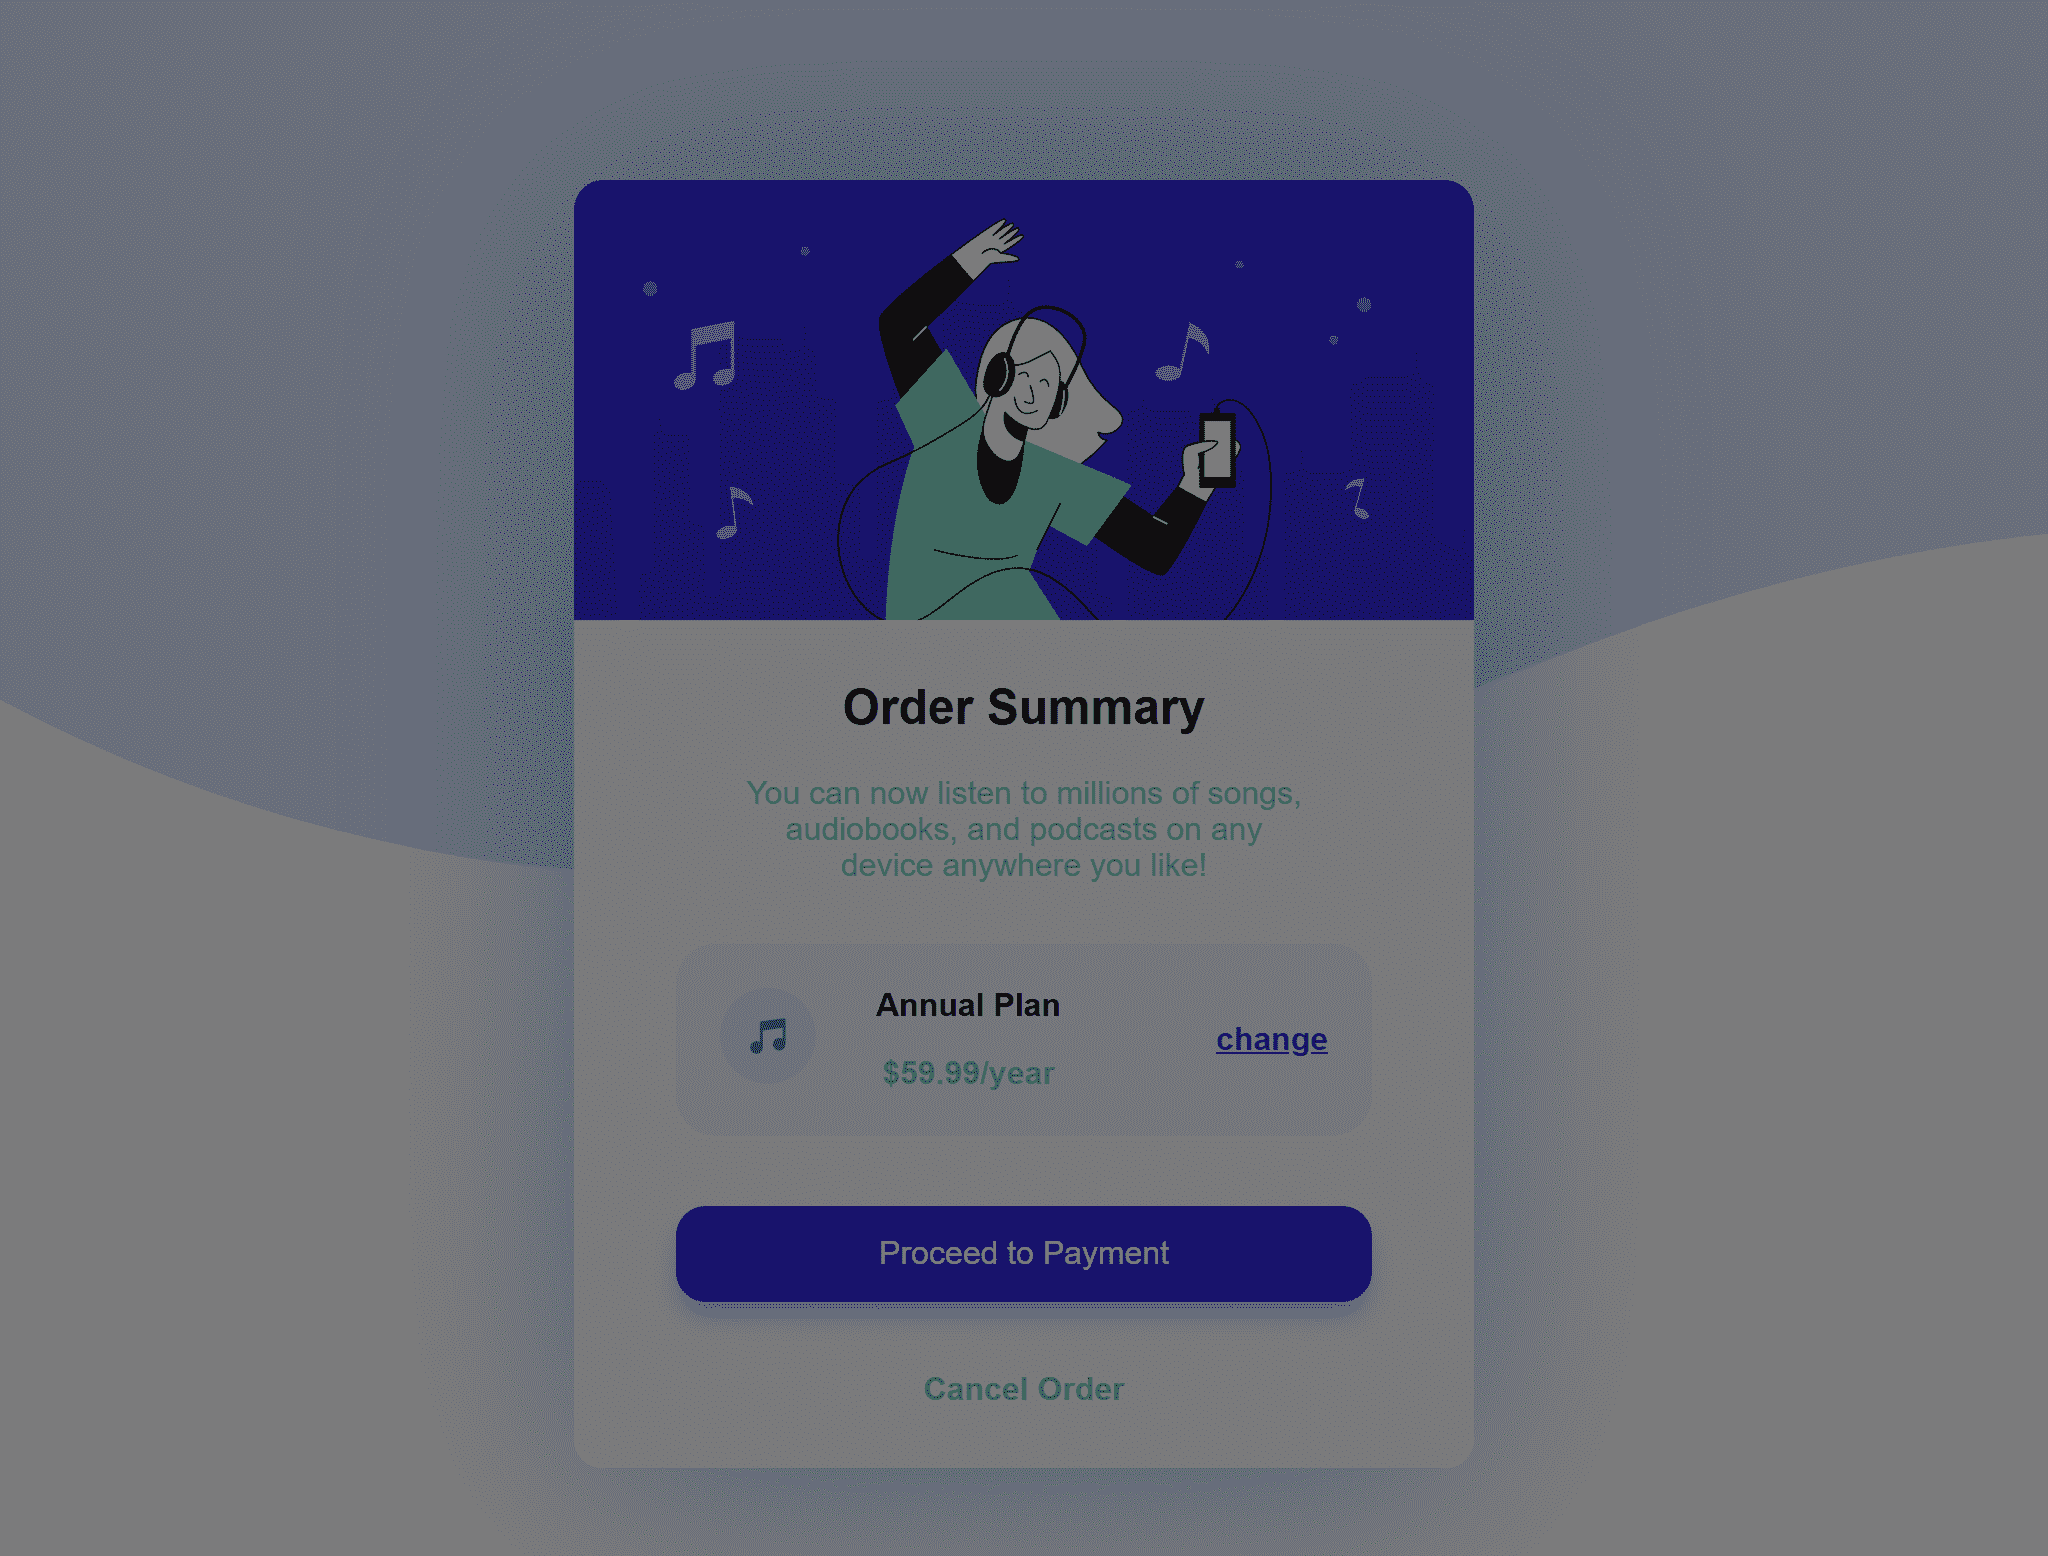 Order Summary
You can now listen to millions of songs,
audiobooks, and podcasts on any
device anywhere you like!
Annual Plan
$59.99/year
change
Proceed to Payment
Cancel Order